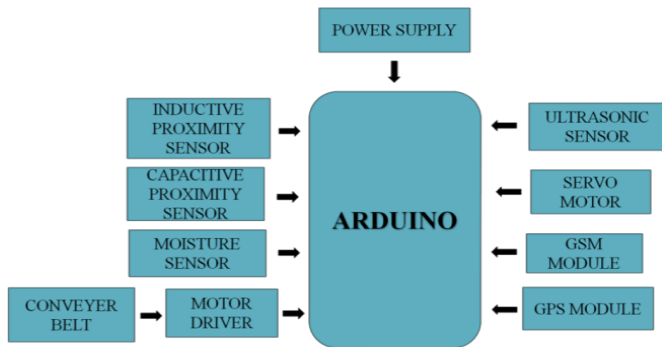 POWER SUPPLY
INDUCTIVE
PROXIMITY
SENSOR
CAPACITIVE
PROXIMITY
SENSOR
MOISTURE
SENSOR
CONVEYER
BELT
MOTOR
DRIVER
ARDUINO
ULTRASONIC
SENSOR
SERVO
MOTOR
GSM
MODULE
GPS MODULE